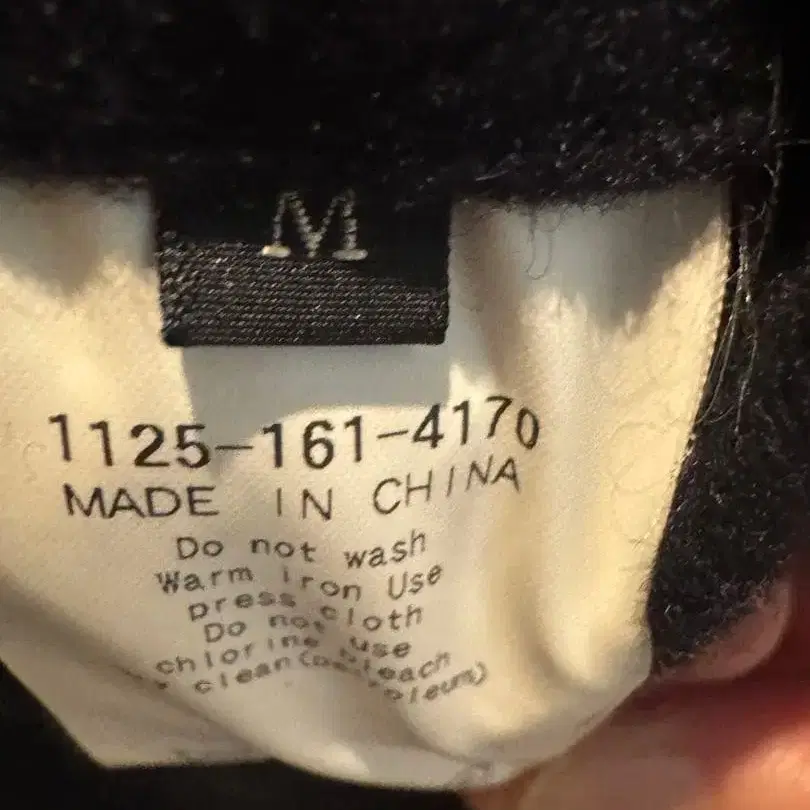 M
1125-161-4170
MADE IN CHINA
Do not wash
Warm iron Use
press cloth
Do not use
chlorine bleach
clean(